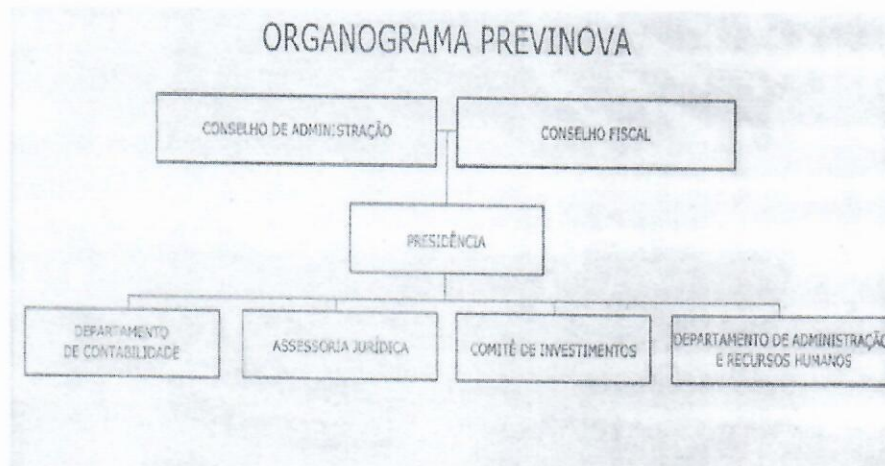 ORGANOGRAMA PREVINOVA
CONSELHO DE ADMINISTRAÇÃO
CONSELHO FISCAL
PRESIDÊNCIA
DEPARTAMENTO
DE CONTABILIDADE
ASSESSORIA JURÍDICA
COMITÊ DE INVESTIMENTOS
DEPARTAMENTO DE ADMINISTRAÇÃO
E RECURSOS HUMANOS